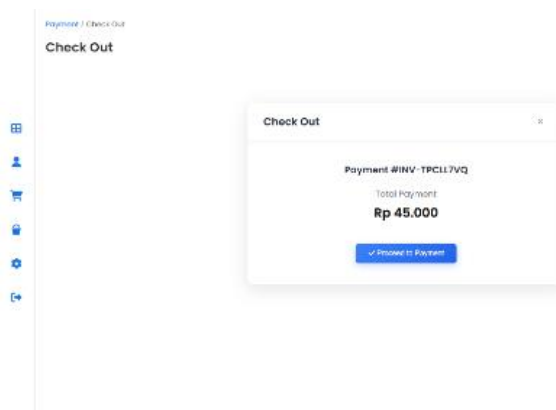 Payment / Check Out
Check Out
Check Out
×
Payment #INV-TPCLL7VQ
Total Payment
Rp 45.000
✓ Proceed to Payment